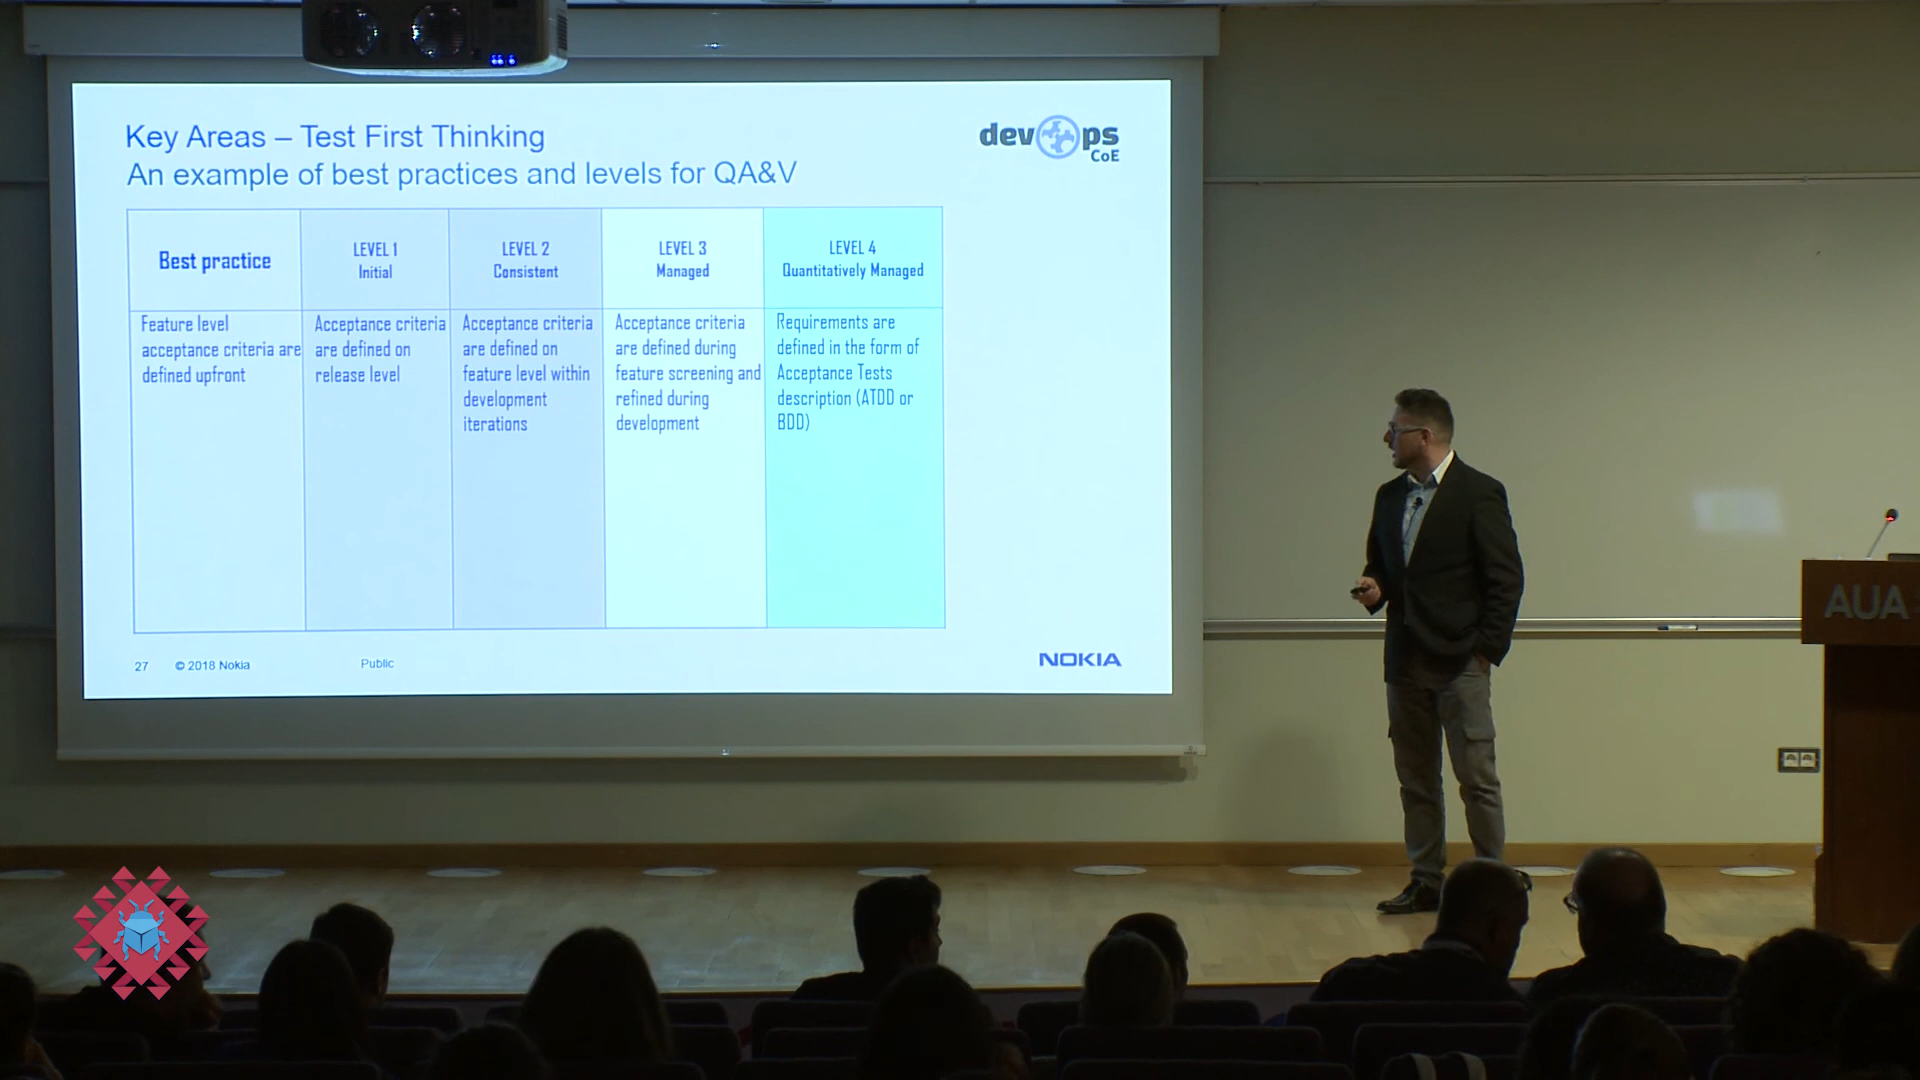 Key Areas – Test First Thinking
An example of best practices and levels for QA&V
devOps
CoE
Best practice
LEVEL 1
Initial
LEVEL 2
Consistent
LEVEL 3
Managed
LEVEL 4
Quantitatively Managed
Feature level
acceptance criteria are
defined upfront
Acceptance criteria
are defined on
release level
Acceptance criteria
are defined on
feature level within
development
iterations
Acceptance criteria
are defined during
feature screening and
refined during
development
Requirements are
defined in the form of
Acceptance Tests
description (ATDD or
BDD)
27 © 2018 Nokia Public
NOKIA
AUA